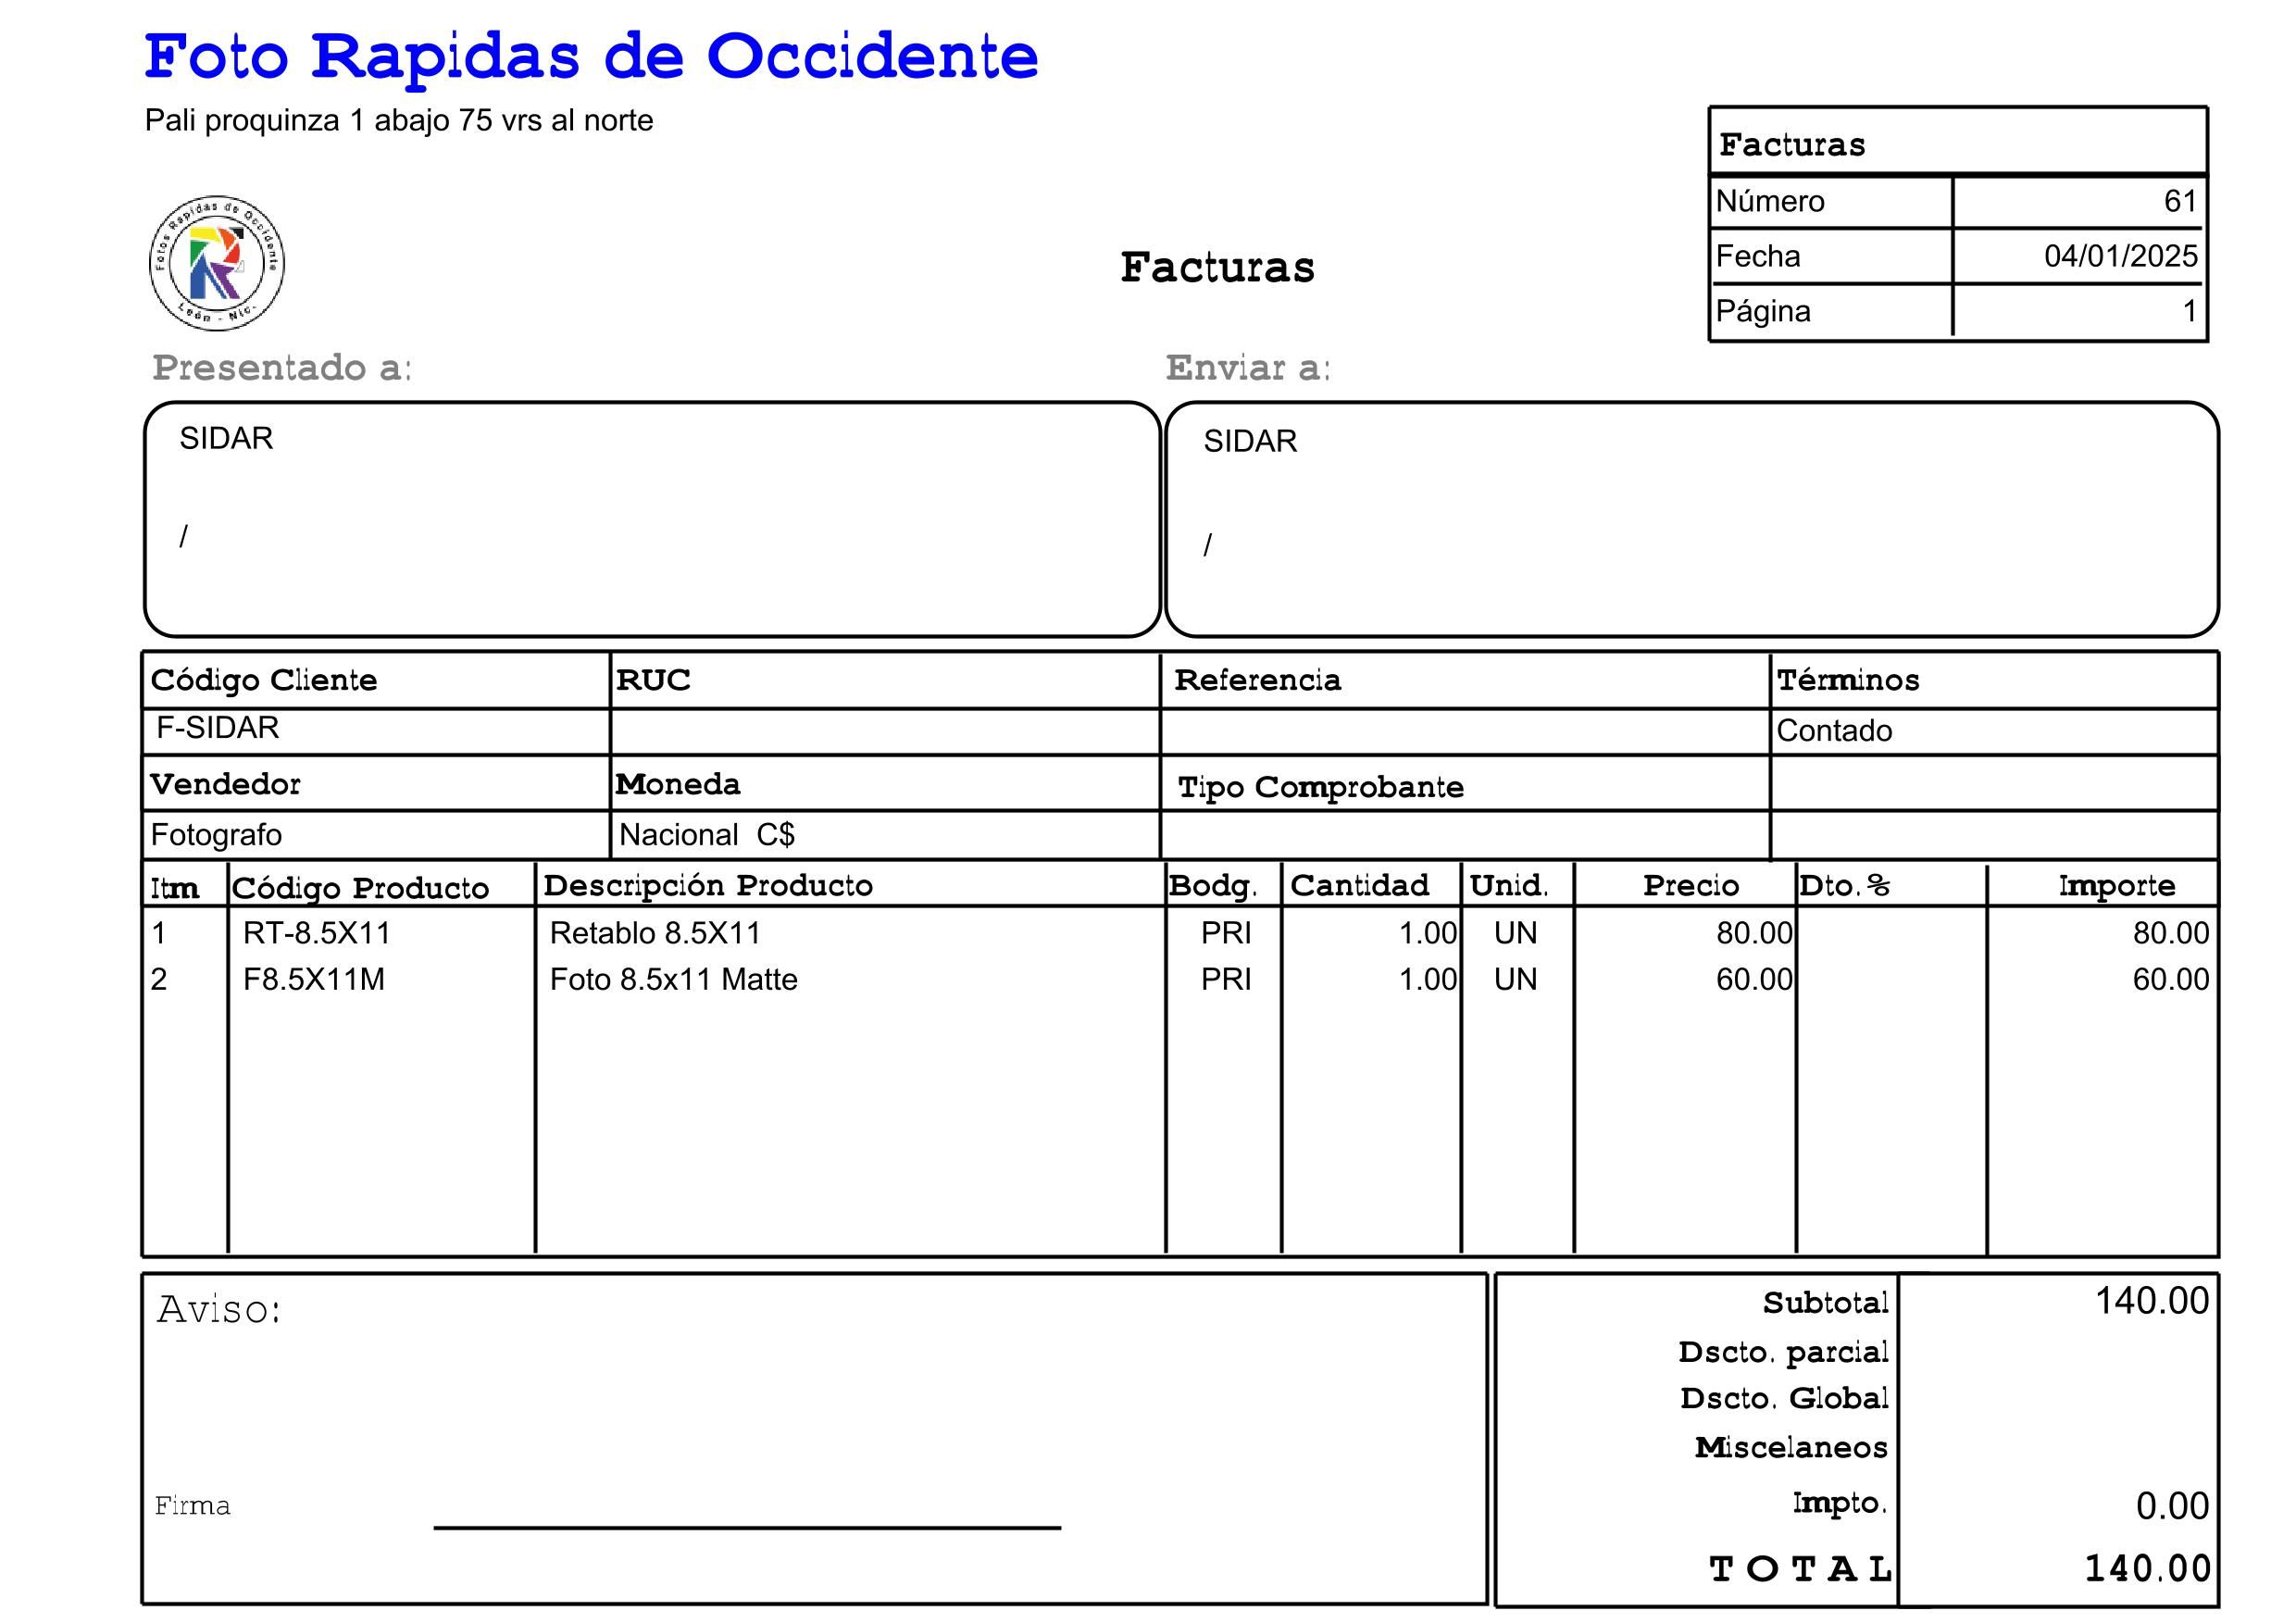 Foto Rapidas de Occidente
Pali proquinza 1 abajo 75 vrs al norte
Facturas
Número 61
Fecha 04/01/2025
Página 1
Fotos Rapidas de Occidente
León - Nic.
Facturas
Presentado a: Enviar a:
SIDAR SIDAR
/ /
Código Cliente RUC Referencia Términos
F-SIDAR Contado
Vendedor Moneda Tipo Comprobante
Fotografo Nacional C$
Itm Código Producto Descripción Producto Bodg. Cantidad Unid. Precio Dto.% Importe
1 RT-8.5X11 Retablo 8.5X11 PRI 1.00 UN 80.00 80.00
2 F8.5X11M Foto 8.5x11 Matte PRI 1.00 UN 60.00 60.00
Aviso:
Subtotal 140.00
Dscto. parcial
Dscto. Global
Miscelaneos
Firma
Impto. 0.00
TOTAL 140.00